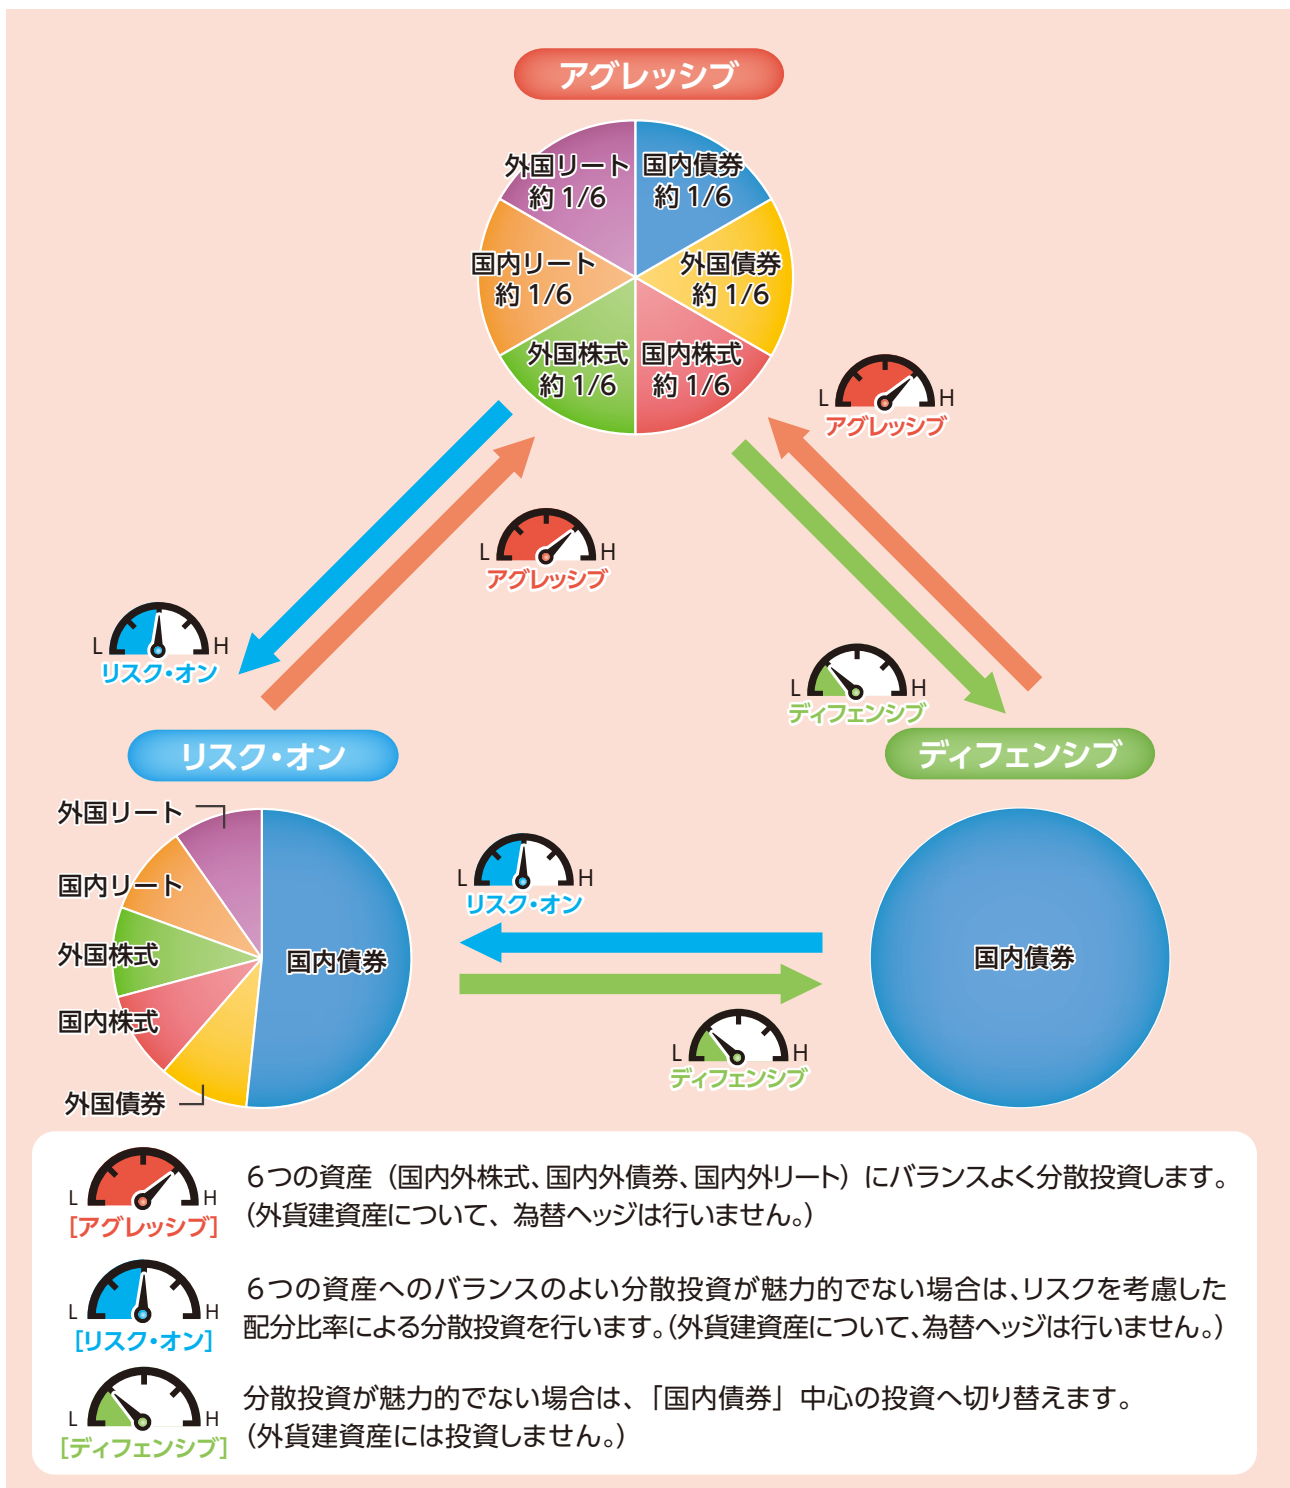 アグレッシブ
外国リート
約 1/6
国内債券
約 1/6
国内リート
約 1/6
外国債券
約 1/6
外国株式
約 1/6
国内株式
約 1/6
L H
アグレッシブ
L H
アグレッシブ
L H
リスク・オン
L H
ディフェンシブ
リスク・オン
ディフェンシブ
外国リート
国内リート
外国株式
国内株式
外国債券
国内債券
L H
リスク・オン
L H
ディフェンシブ
国内債券
L H
[アグレッシブ]
6つの資産（国内外株式、国内外債券、国内外リート）にバランスよく分散投資します。
（外貨建資産について、為替ヘッジは行いません。）
L H
[リスク・オン]
6つの資産へのバランスのよい分散投資が魅力的でない場合は、リスクを考慮した
配分比率による分散投資を行います。（外貨建資産について、為替ヘッジは行いません。）
L H
[ディフェンシブ]
分散投資が魅力的でない場合は、「国内債券」中心の投資へ切り替えます。
（外貨建資産には投資しません。）